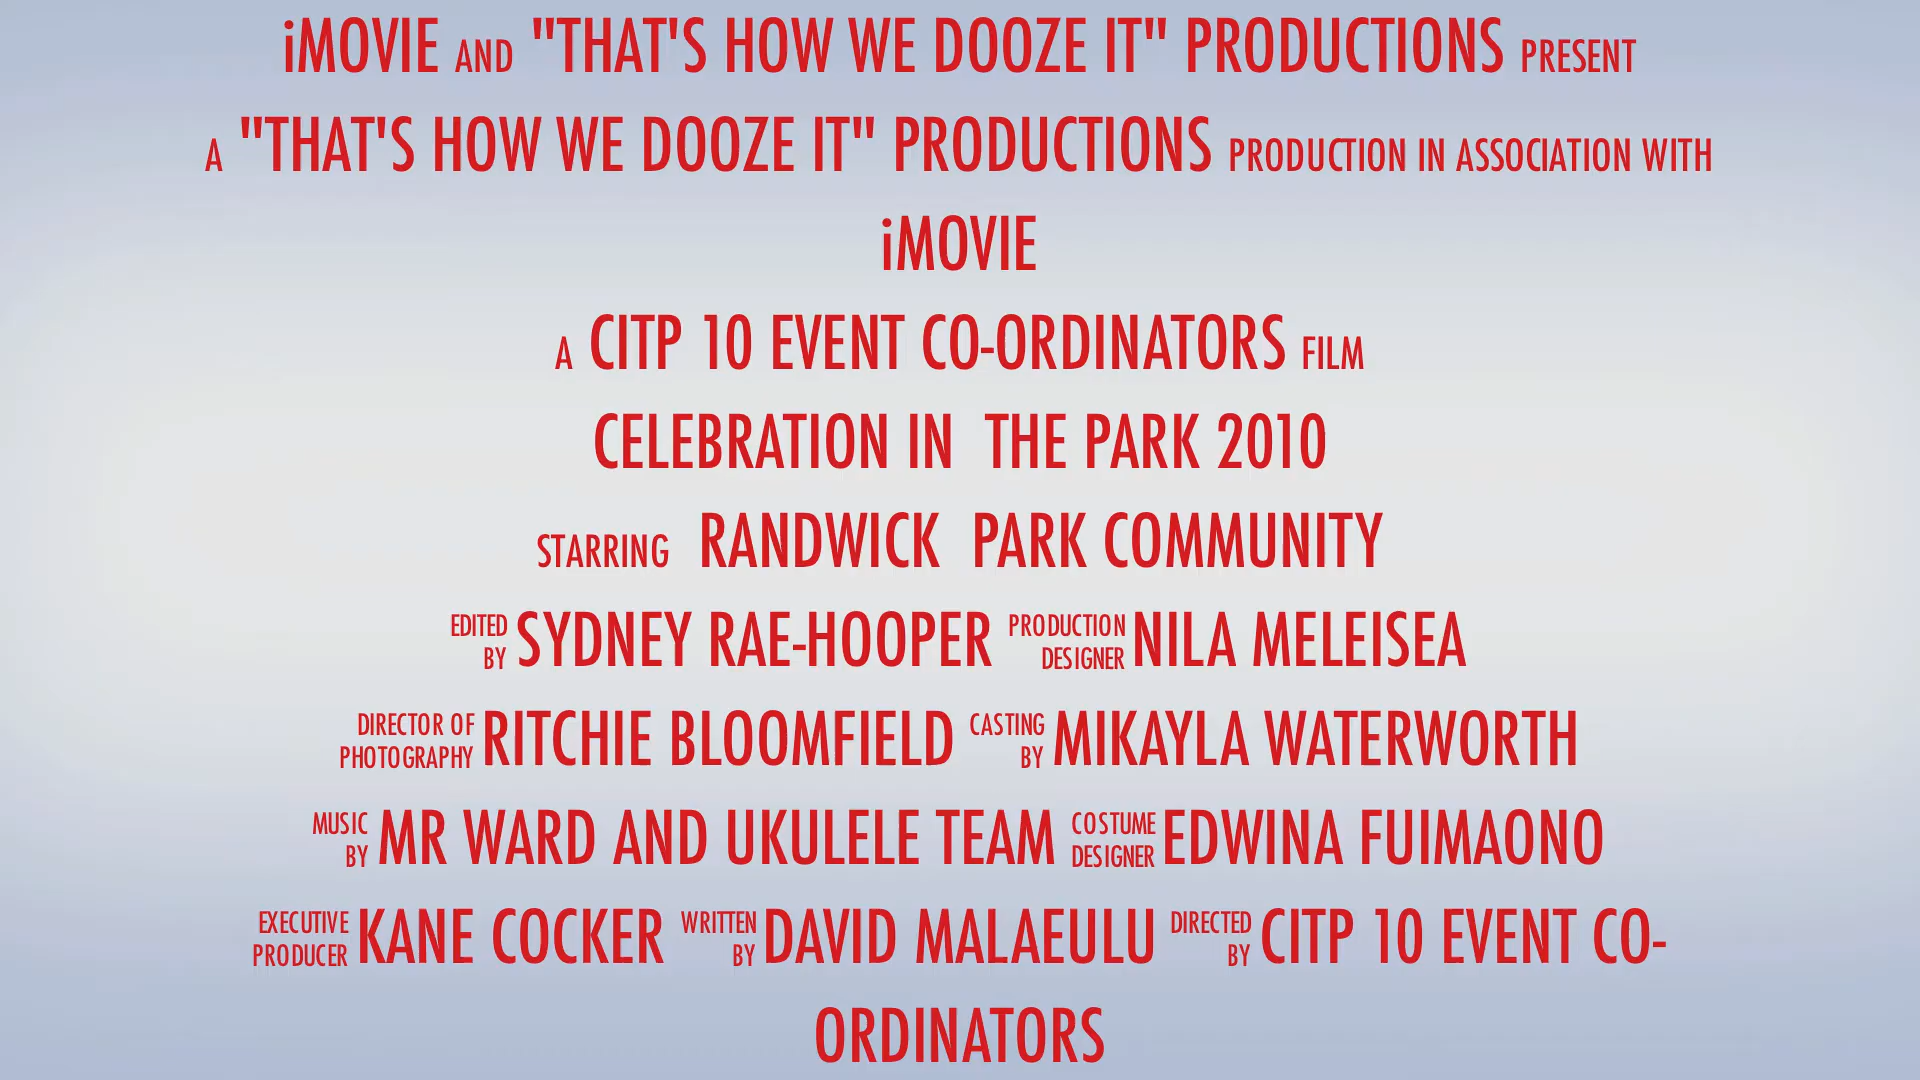 iMOVIE AND "THAT'S HOW WE DOOZE IT" PRODUCTIONS PRESENT
A "THAT'S HOW WE DOOZE IT" PRODUCTIONS PRODUCTION IN ASSOCIATION WITH
iMOVIE
A CITP 10 EVENT CO-ORDINATORS FILM
CELEBRATION IN THE PARK 2010
STARRING RANDWICK PARK COMMUNITY
EDITED BY SYDNEY RAE-HOOPER PRODUCTION DESIGNER NILA MELEISEA
DIRECTOR OF PHOTOGRAPHY RITCHIE BLOOMFIELD CASTING BY MIKAYLA WATERWORTH
MUSIC BY MR WARD AND UKULELE TEAM COSTUME DESIGNER EDWINA FUIMAONO
EXECUTIVE PRODUCER KANE COCKER WRITTEN BY DAVID MALAEULU DIRECTED BY CITP 10 EVENT CO-
ORDINATORS